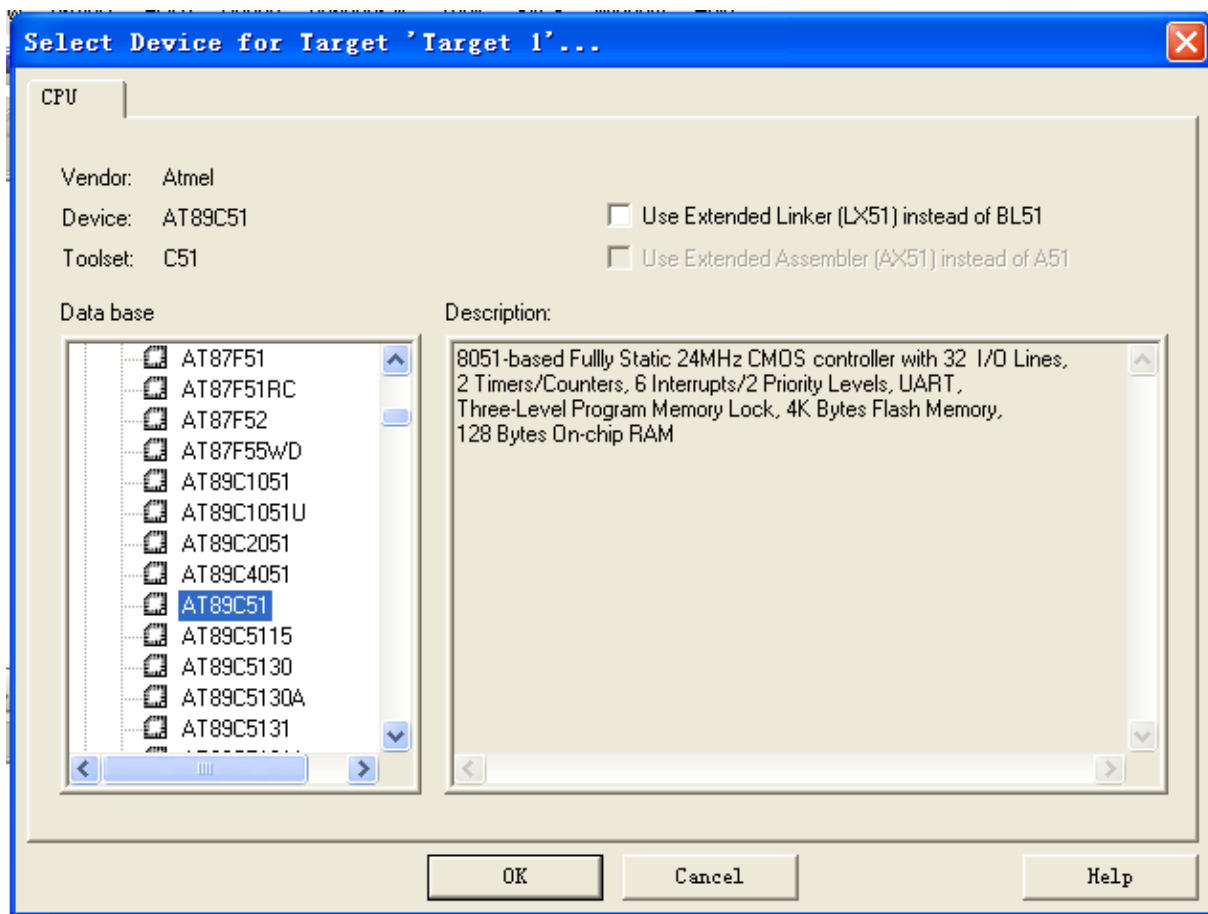 Select Device for Target 'Target 1'...
CPU
Vendor: Atmel
Device: AT89C51
Toolset: C51
Use Extended Linker (LX51) instead of BL51
Use Extended Assembler (AX51) instead of A51
Data base
AT87F51
AT87F51RC
AT87F52
AT87F55WD
AT89C1051
AT89C1051U
AT89C2051
AT89C4051
AT89C51
AT89C5115
AT89C5130
AT89C5130A
AT89C5131
Description:
8051-based Fullly Static 24MHz CMOS controller with 32 I/O Lines,
2 Timers/Counters, 6 Interrupts/2 Priority Levels, UART,
Three-Level Program Memory Lock, 4K Bytes Flash Memory,
128 Bytes On-chip RAM
OK
Cancel
Help